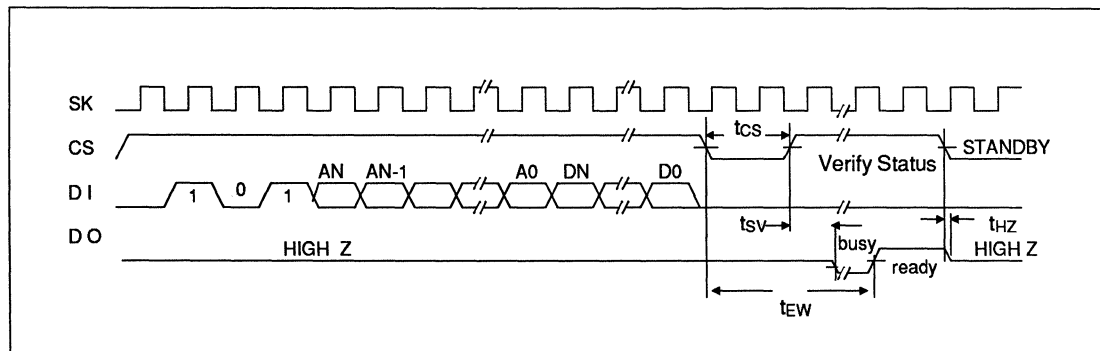 SK
CS
tCS
STANDBY
Verify Status
DI
1 0 1 AN AN-1 A0 DN D0
tSV
tHZ
DO
HIGH Z
busy
ready
HIGH Z
tEW